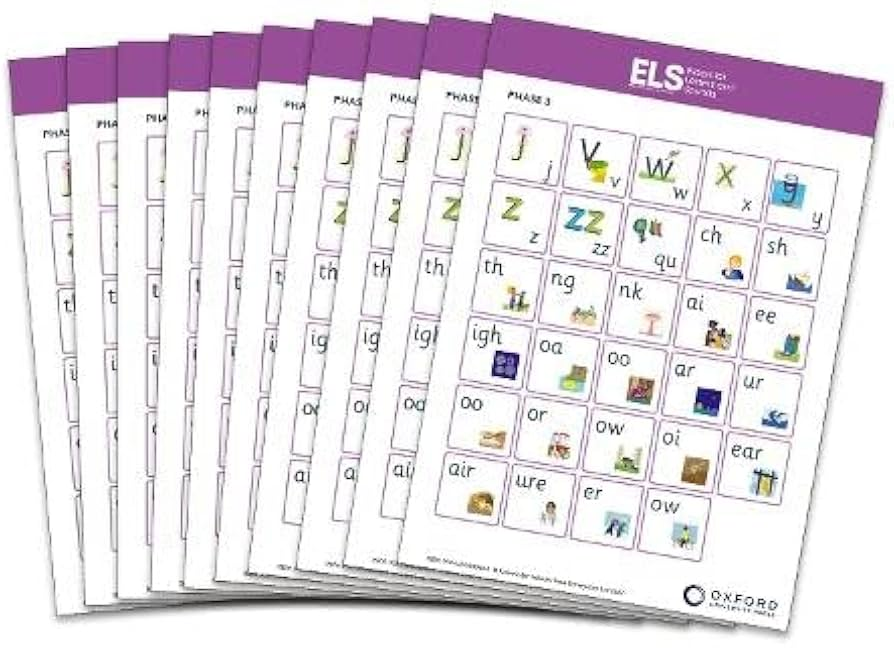 ELS Essential
Letters and
Sounds
PHASE 3
j j V v W w X x y y
Z z ZZ zz qu qu ch sh
th ng nk ai ee
igh oa oo ar ur
oo or ow oi ear
air ure er ow
OXFORD
UNIVERSITY PRESS